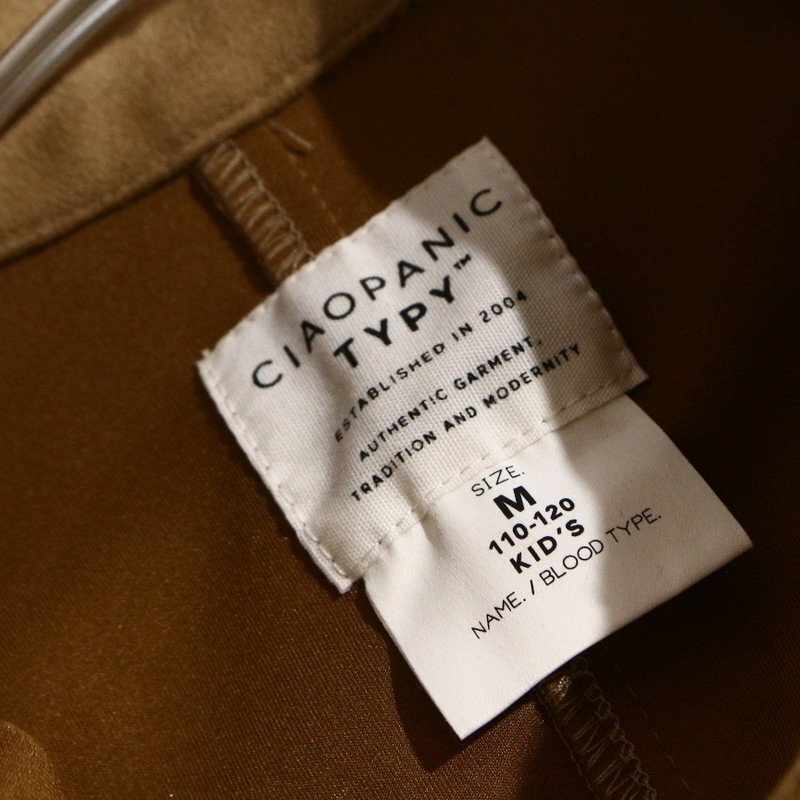 CIAOPANIC
TYPY™
ESTABLISHED IN 2004
AUTHENTIC GARMENT,
TRADITION AND MODERNITY
SIZE.
M
110-120
KID'S
NAME. / BLOOD TYPE.